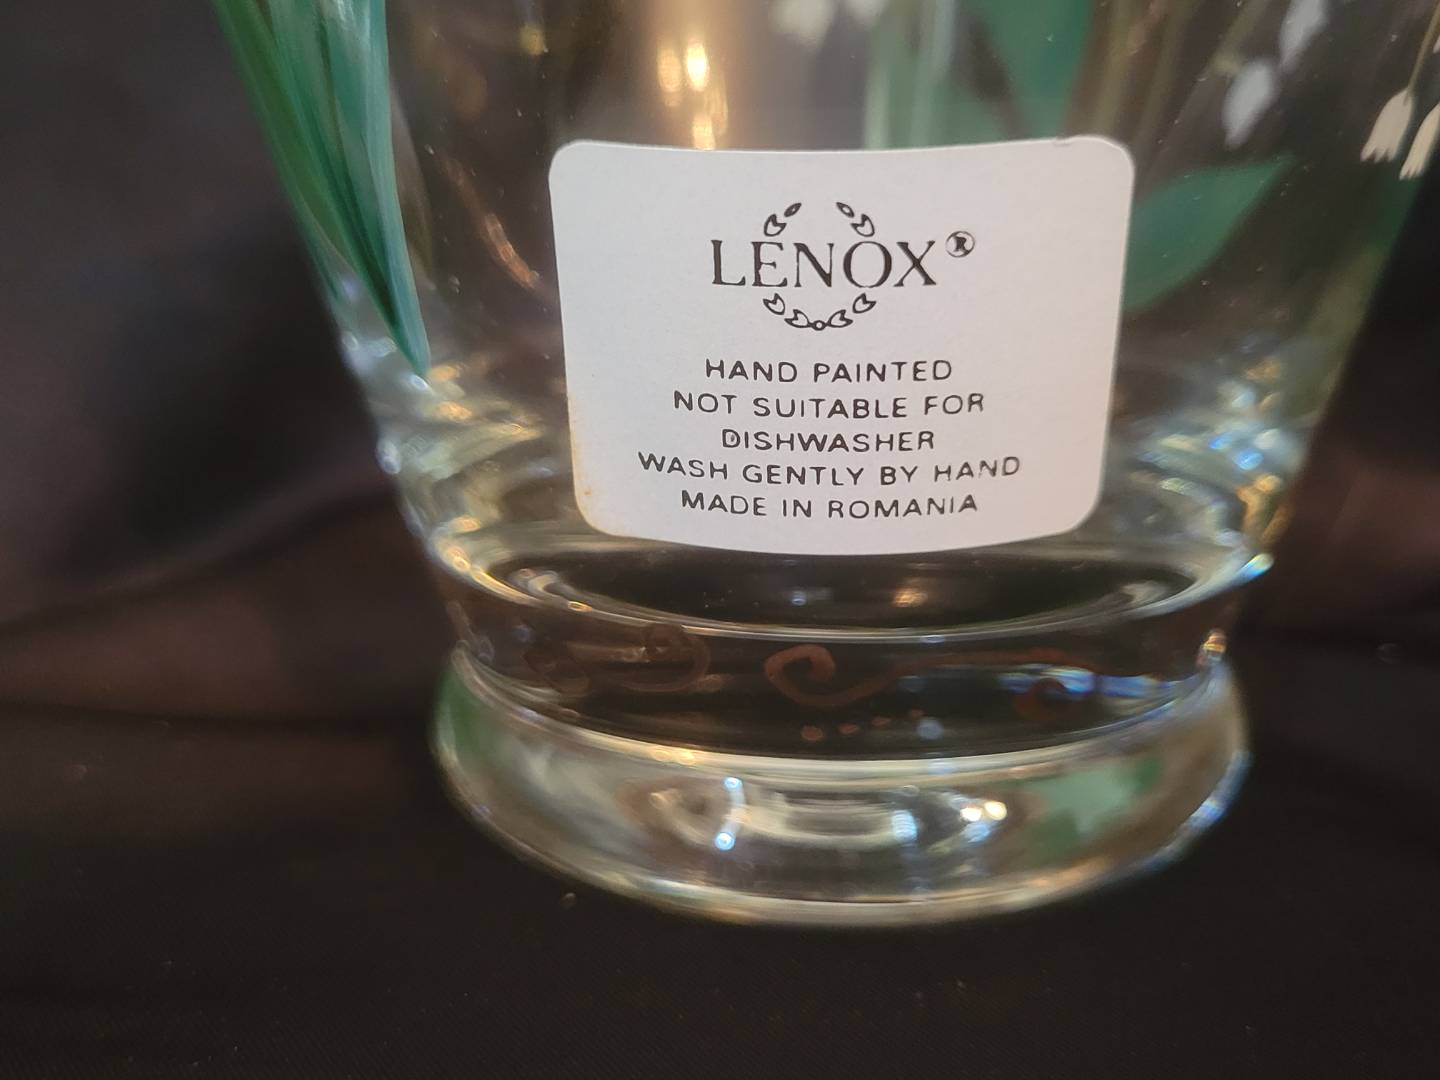 LENOX®
HAND PAINTED
NOT SUITABLE FOR
DISHWASHER
WASH GENTLY BY HAND
MADE IN ROMANIA